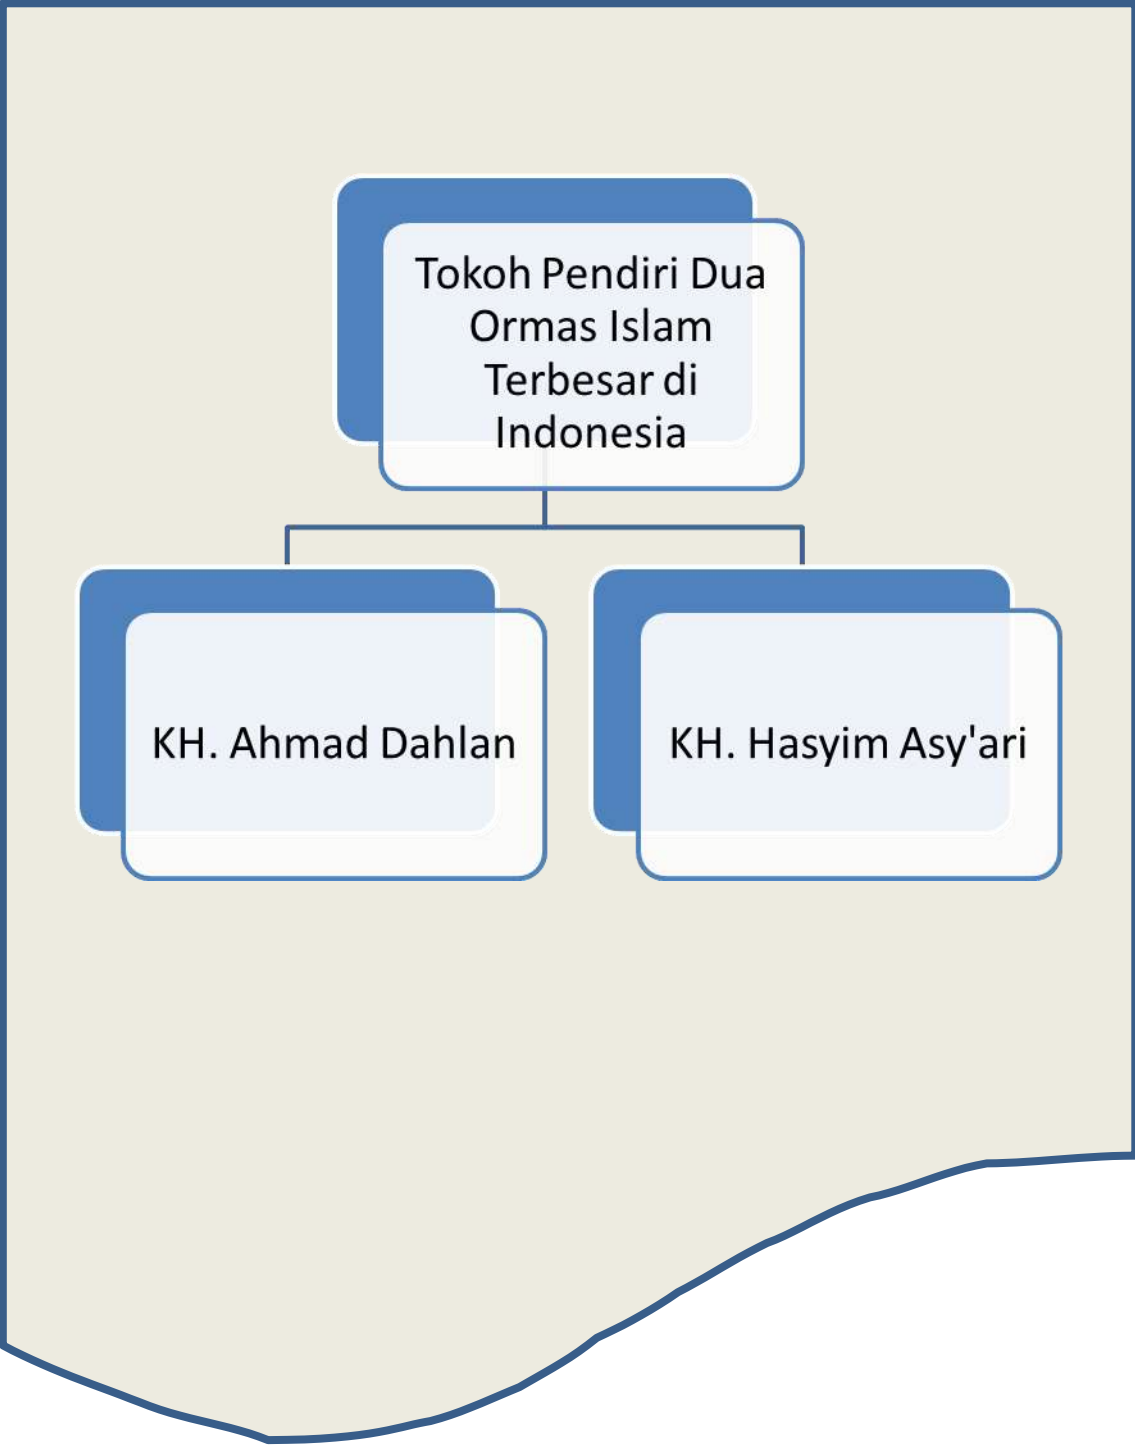 Tokoh Pendiri Dua
Ormas Islam
Terbesar di
Indonesia
KH. Ahmad Dahlan
KH. Hasyim Asy'ari